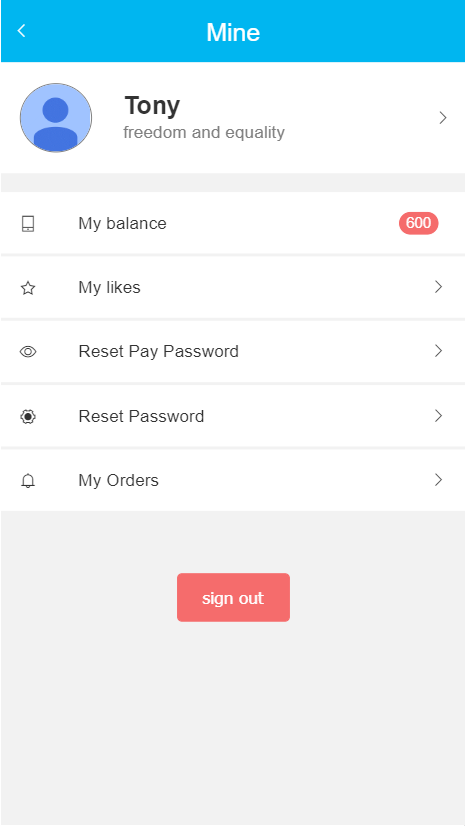 Mine
Tony
freedom and equality
My balance
600
My likes
Reset Pay Password
Reset Password
My Orders
sign out